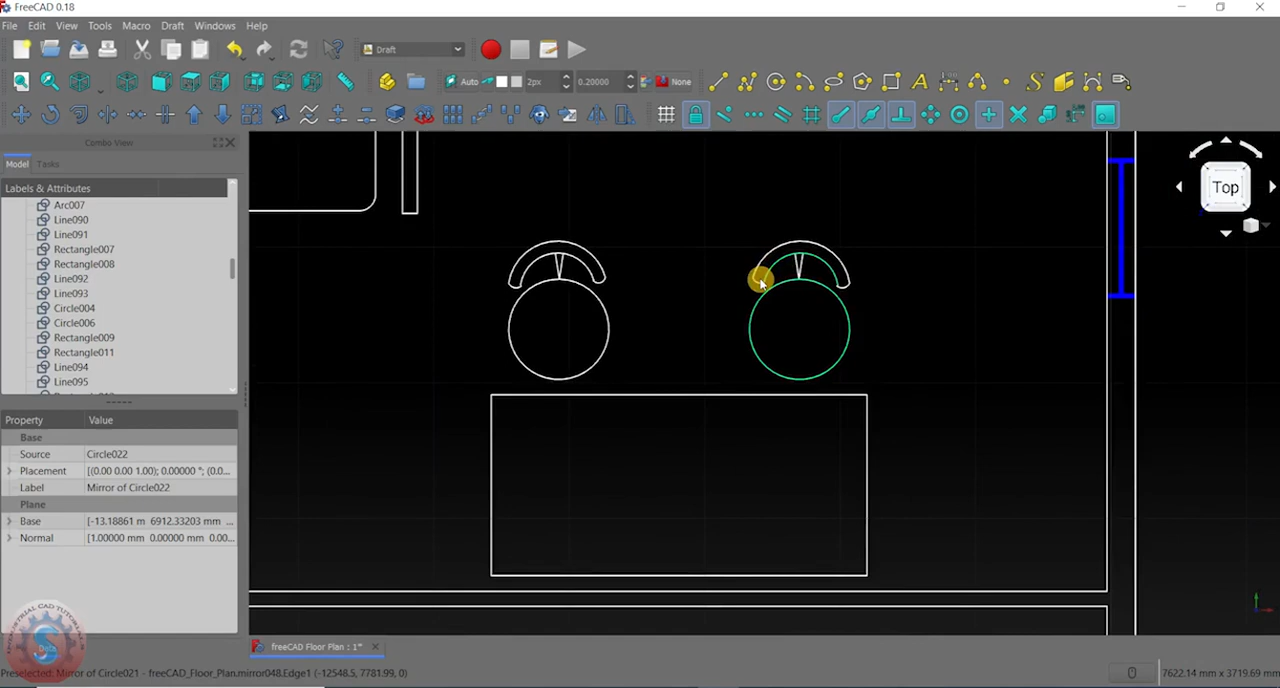 FreeCAD 0.18
File Edit View Tools Macro Draft Windows Help
Draft
Auto 2px 0.20000 None
Combo View
Model Tasks
Labels & Attributes
Arc007
Line090
Line091
Rectangle007
Rectangle008
Line092
Line093
Circle004
Circle006
Rectangle009
Rectangle011
Line094
Line095
Property Value
Base
Source Circle022
Placement [(0.00 0.00 1.00); 0.00000 °; (0.0...
Label Mirror of Circle022
Plane
Base [-13.18861 m 6912.33203 mm ...
Normal [1.00000 mm 0.00000 mm 0.00...
Top
INDUSTRIAL CAD TUTORIALS
freeCAD Floor Plan : 1*
Preselected: Mirror of Circle021 - freeCAD_Floor_Plan.mirror048.Edge1 (-12548.5, 7781.99, 0)
7622.14 mm x 3719.69 mm